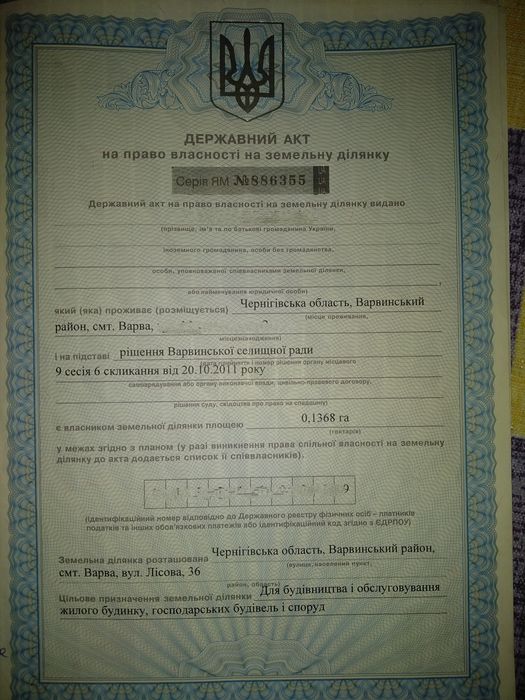 ДЕРЖАВНИЙ АКТ
на право власності на земельну ділянку
Серія ЯМ №886355
Державний акт на право власності на земельну ділянку видано
(прізвище, ім'я та по батькові громадянина України,
іноземного громадянина, особи без громадянства,
особи, уповноваженої співвласниками земельної ділянки,
або найменування юридичної особи)
який (яка) проживає (розміщується) Чернігівська область, Варвинський
(місце проживання,
район, смт. Варва,
місцезнаходження)
і на підставі рішення Варвинської селищної ради
(дата прийняття і номер рішення органу місцевого
9 сесія 6 скликання від 20.10.2011 року
самоврядування або органу виконавчої влади, цивільно-правового договору,
рішення суду, свідоцтва про право на спадщину)
є власником земельної ділянки площею 0,1368 га
(гектарів)
у межах згідно з планом (у разі виникнення права спільної власності на земельну
ділянку до акта додається список її співвласників).
9
(ідентифікаційний номер відповідно до Державного реєстру фізичних осіб – платників
податків та інших обов'язкових платежів або ідентифікаційний код згідно з ЄДРПОУ)
Земельна ділянка розташована Чернігівська область, Варвинський район,
(вулиця, населений пункт,
смт. Варва, вул. Лісова, 36
район, область)
Цільове призначення земельної ділянки Для будівництва і обслуговування
жилого будинку, господарських будівель і споруд